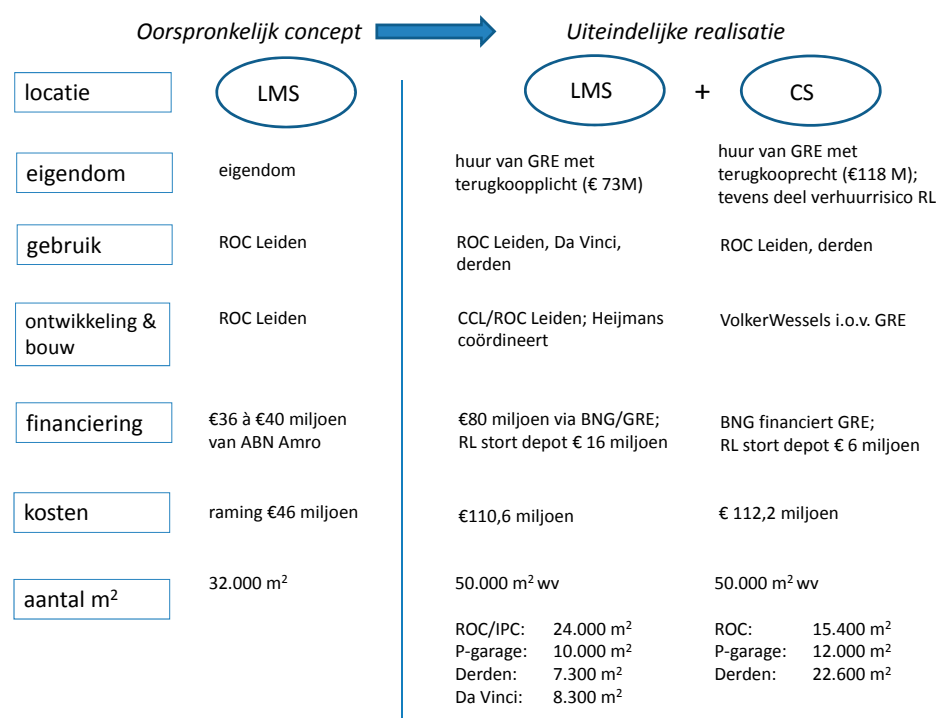 Oorspronkelijk concept
Uiteindelijke realisatie
locatie
LMS
LMS
+
CS
eigendom
eigendom
huur van GRE met
terugkoopplicht (€ 73M)
huur van GRE met
terugkooprecht (€118 M);
tevens deel verhuurrisico RL
gebruik
ROC Leiden
ROC Leiden, Da Vinci,
derden
ROC Leiden, derden
ontwikkeling &
bouw
ROC Leiden
CCL/ROC Leiden; Heijmans
coördineert
VolkerWessels i.o.v. GRE
financiering
€36 à €40 miljoen
van ABN Amro
€80 miljoen via BNG/GRE;
RL stort depot € 16 miljoen
BNG financiert GRE;
RL stort depot € 6 miljoen
kosten
raming €46 miljoen
€110,6 miljoen
€ 112,2 miljoen
aantal m²
32.000 m²
50.000 m² wv
50.000 m² wv
ROC/IPC: 24.000 m²
P-garage: 10.000 m²
Derden: 7.300 m²
Da Vinci: 8.300 m²
ROC: 15.400 m²
P-garage: 12.000 m²
Derden: 22.600 m²